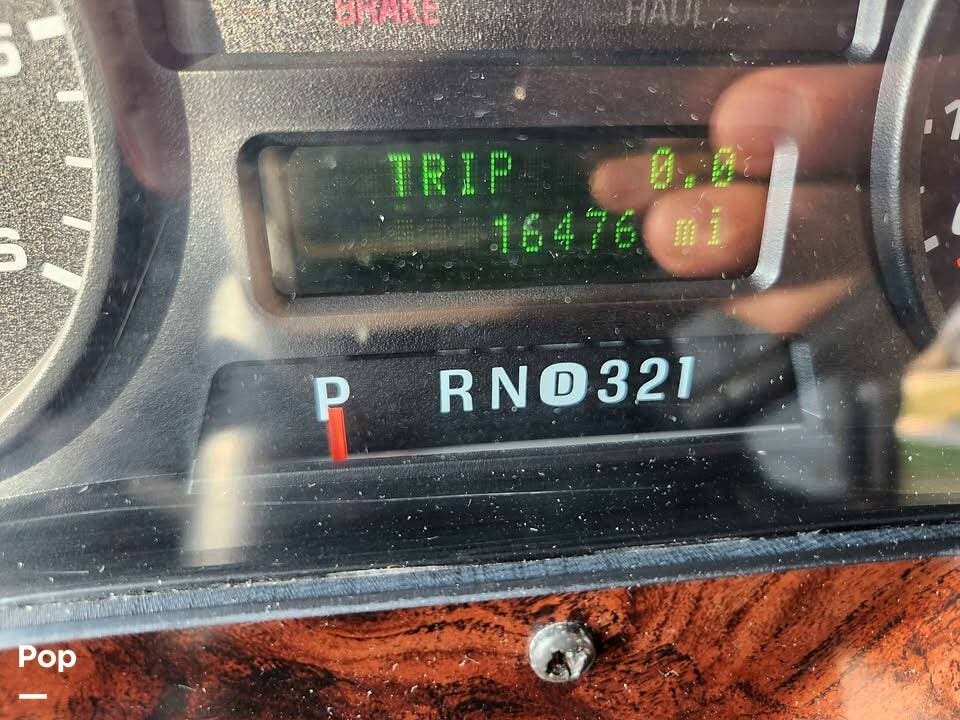 BRAKE HAUL
TRIP 0.0
16476 mi
P RND321
Pop